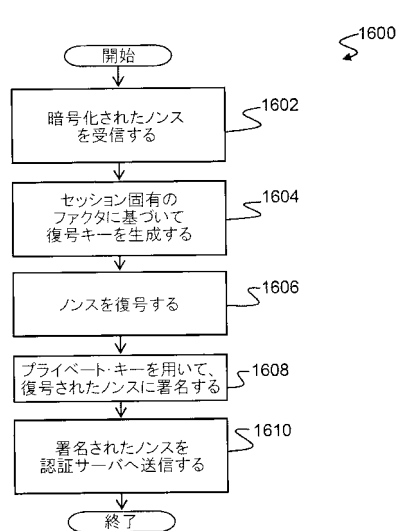 1600
開始
暗号化されたノンス
を受信する
1602
セッション固有の
ファクタに基づいて
復号キーを生成する
1604
ノンスを復号する
1606
プライベート・キーを用いて、
復号されたノンスに署名する
1608
署名されたノンスを
認証サーバへ送信する
1610
終了